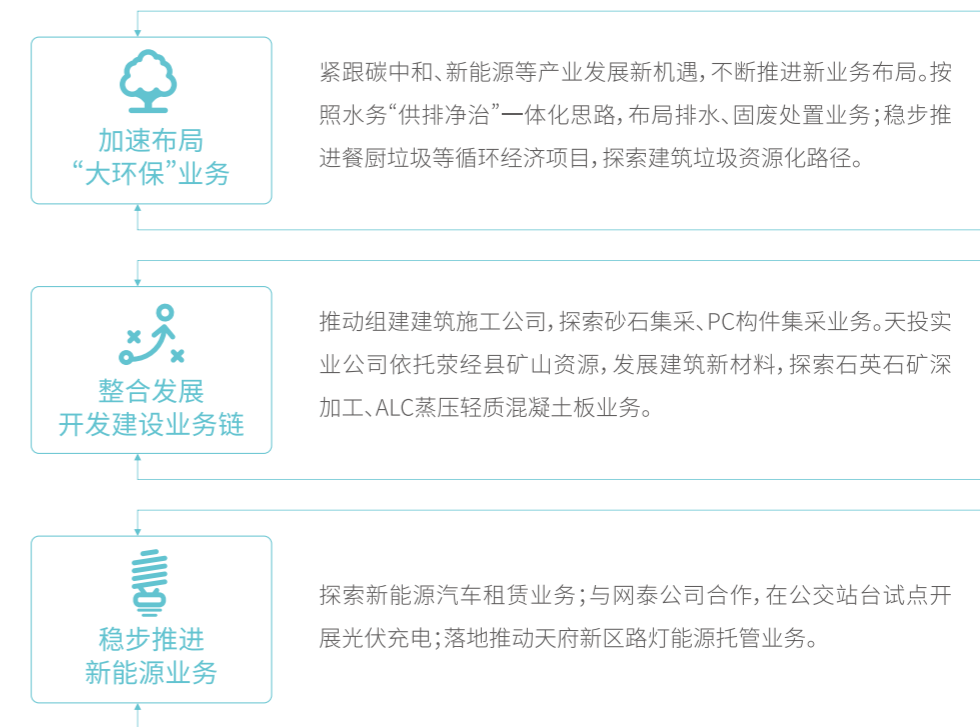 加速布局
“大环保”业务
紧跟碳中和、新能源等产业发展新机遇，不断推进新业务布局。按
照水务“供排净治”一体化思路，布局排水、固废处置业务；稳步推
进餐厨垃圾等循环经济项目，探索建筑垃圾资源化路径。
整合发展
开发建设业务链
推动组建建筑施工公司，探索砂石集采、PC构件集采业务。天投实
业公司依托荥经县矿山资源，发展建筑新材料，探索石英石矿深
加工、ALC蒸压轻质混凝土板业务。
稳步推进
新能源业务
探索新能源汽车租赁业务；与网泰公司合作，在公交站台试点开
展光伏充电；落地推动天府新区路灯能源托管业务。